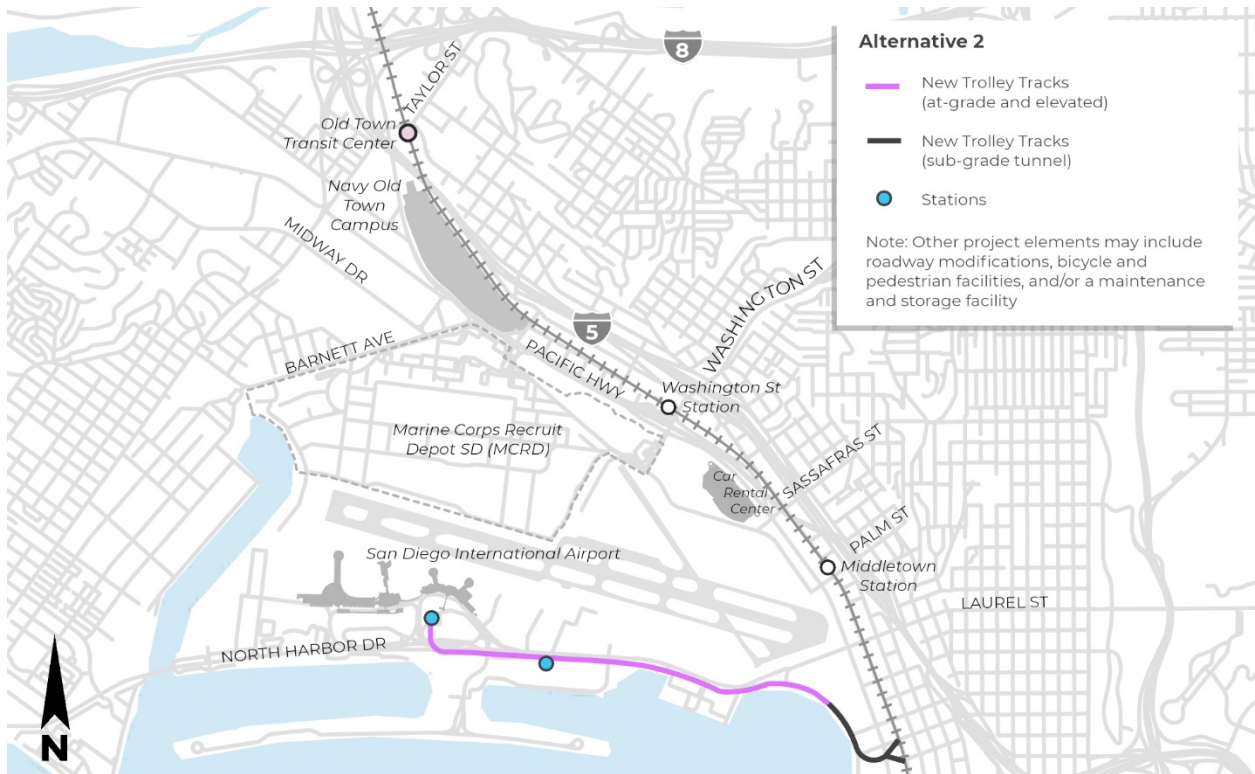 Alternative 2
New Trolley Tracks
(at-grade and elevated)
New Trolley Tracks
(sub-grade tunnel)
Stations
Note: Other project elements may include
roadway modifications, bicycle and
pedestrian facilities, and/or a maintenance
and storage facility
8
TAYLOR ST
Old Town
Transit Center
Navy Old
Town
Campus
MIDWAY DR
5
WASHINGTON ST
BARNETT AVE
PACIFIC HWY
Washington St
Station
Marine Corps Recruit
Depot SD (MCRD)
SASSAFRAS ST
Car
Rental
Center
PALM ST
San Diego International Airport
Middletown
Station
LAUREL ST
NORTH HARBOR DR
N